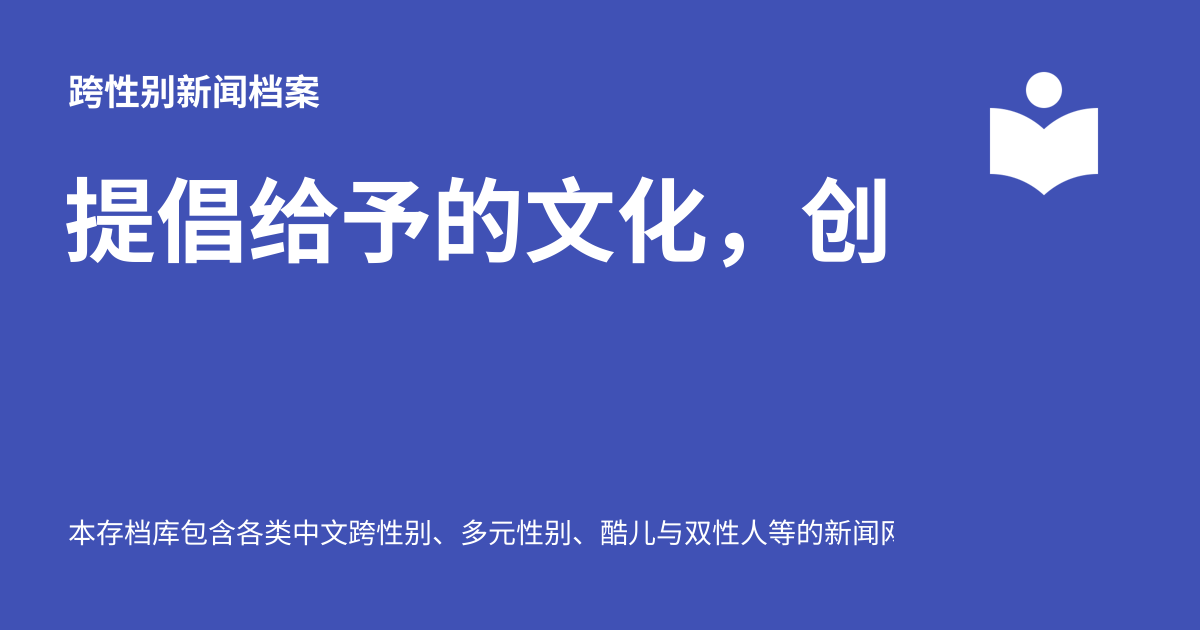 跨性别新闻档案
提倡给予的文化，创
本存档库包含各类中文跨性别、多元性别、酷儿与双性人等的新闻